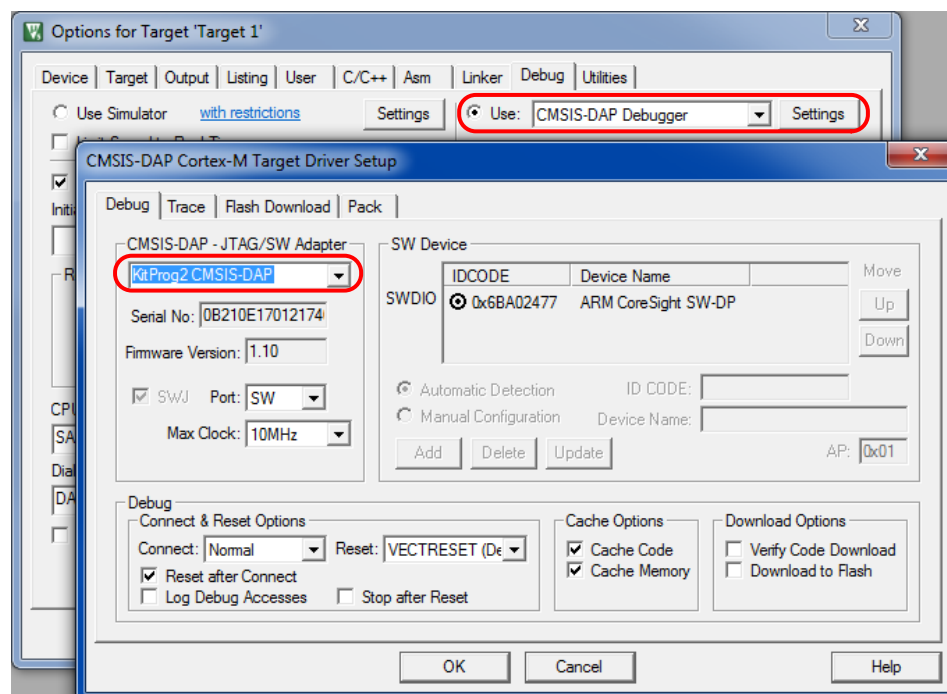 Options for Target 'Target 1'
Device Target Output Listing User C/C++ Asm Linker Debug Utilities
Use Simulator with restrictions Settings Use: CMSIS-DAP Debugger Settings
CMSIS-DAP Cortex-M Target Driver Setup
Debug Trace Flash Download Pack
CMSIS-DAP - JTAG/SW Adapter
KitProg2 CMSIS-DAP
Serial No: 0B210E170121740
Firmware Version: 1.10
SWJ Port: SW
Max Clock: 10MHz
SW Device
IDCODE Device Name
SWDIO 0x6BA02477 ARM CoreSight SW-DP
Move
Up
Down
Automatic Detection ID CODE:
Manual Configuration Device Name:
Add Delete Update AP: 0x01
Debug
Connect & Reset Options
Connect: Normal Reset: VECTRESET (De
Reset after Connect
Log Debug Accesses Stop after Reset
Cache Options
Cache Code
Cache Memory
Download Options
Verify Code Download
Download to Flash
OK Cancel Help